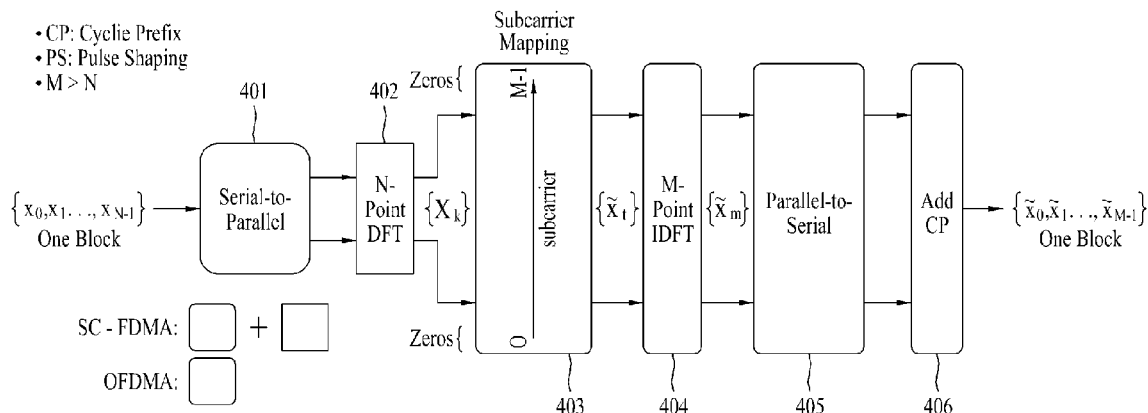 • CP: Cyclie Prefix
• PS: Pulse Shaping
• M > N
Subcarrier
Mapping
401
402
Zeros{
M-1
{x0,x1. . ., xN-1}
One Block
Serial-to-
Parallel
N-
Point
DFT
{Xk}
subcarrier
{x̃t}
M-
Point
IDFT
{x̃m}
Parallel-to-
Serial
Add
CP
{x̃0,x̃1. . ., x̃M-1}
One Block
Zeros{
0
SC - FDMA: +
OFDMA:
403
404
405
406